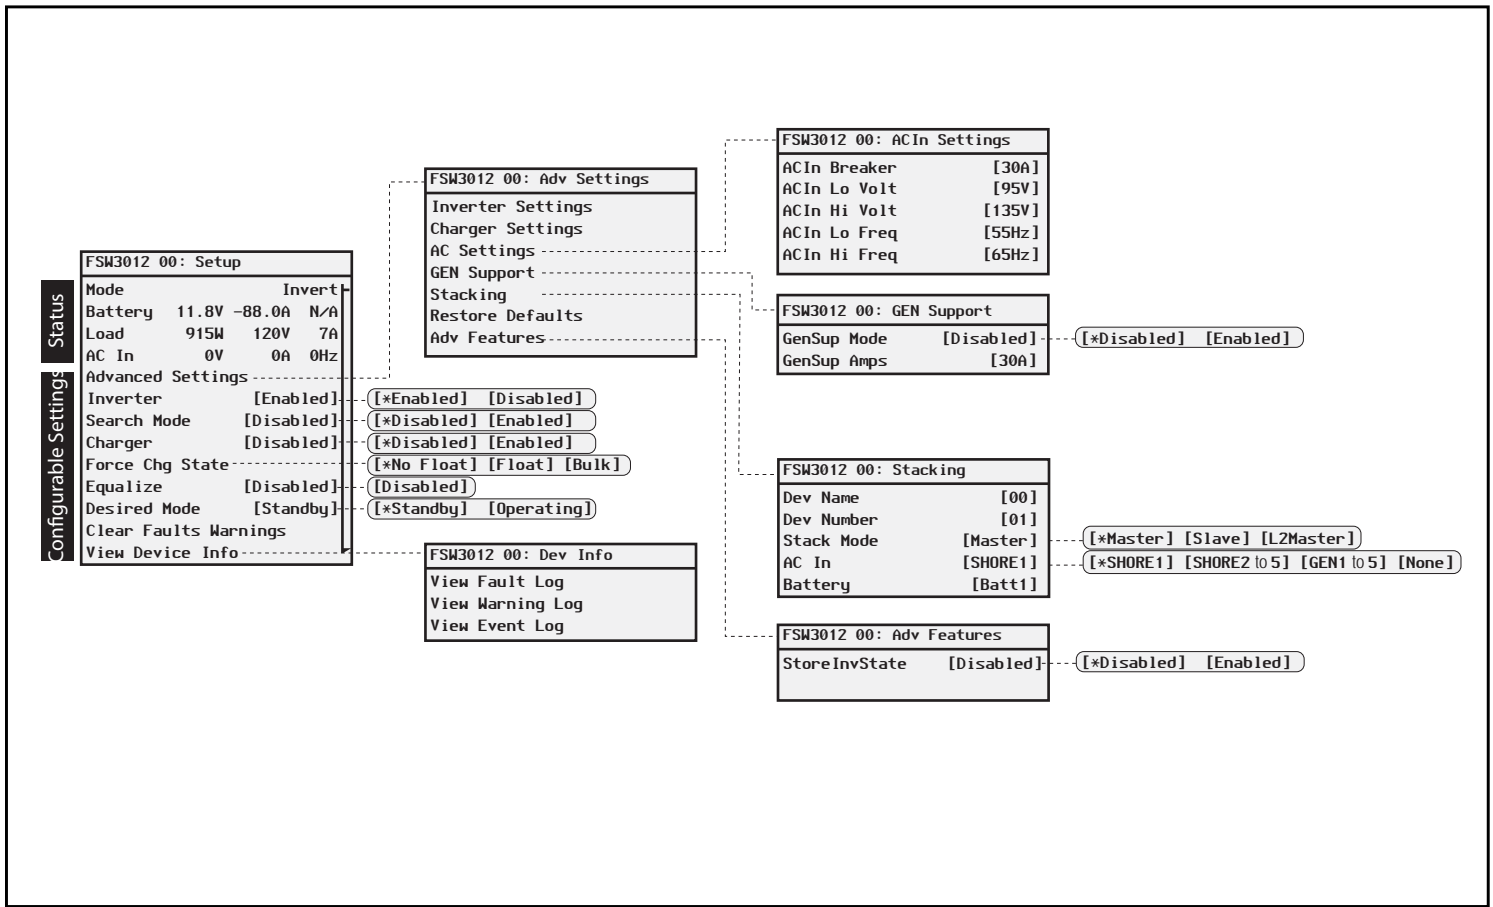 Status
Configurable Settings
FSW3012 00: Setup
Mode Invert
Battery 11.8V -88.0A N/A
Load 915W 120V 7A
AC In 0V 0A 0Hz
Advanced Settings
Inverter [Enabled]
[*Enabled] [Disabled]
Search Mode [Disabled]
[*Disabled] [Enabled]
Charger [Disabled]
[*Disabled] [Enabled]
Force Chg State
[*No Float] [Float] [Bulk]
Equalize [Disabled]
[Disabled]
Desired Mode [Standby]
[*Standby] [Operating]
Clear Faults Warnings
View Device Info
FSW3012 00: Adv Settings
Inverter Settings
Charger Settings
AC Settings
GEN Support
Stacking
Restore Defaults
Adv Features
FSW3012 00: Dev Info
View Fault Log
View Warning Log
View Event Log
FSW3012 00: ACIn Settings
ACIn Breaker [30A]
ACIn Lo Volt [95V]
ACIn Hi Volt [135V]
ACIn Lo Freq [55Hz]
ACIn Hi Freq [65Hz]
FSW3012 00: GEN Support
GenSup Mode [Disabled]
[*Disabled] [Enabled]
GenSup Amps [30A]
FSW3012 00: Stacking
Dev Name [00]
Dev Number [01]
Stack Mode [Master]
[*Master] [Slave] [L2Master]
AC In [SHORE1]
[*SHORE1] [SHORE2 to 5] [GEN1 to 5] [None]
Battery [Batt1]
FSW3012 00: Adv Features
StoreInvState [Disabled]
[*Disabled] [Enabled]